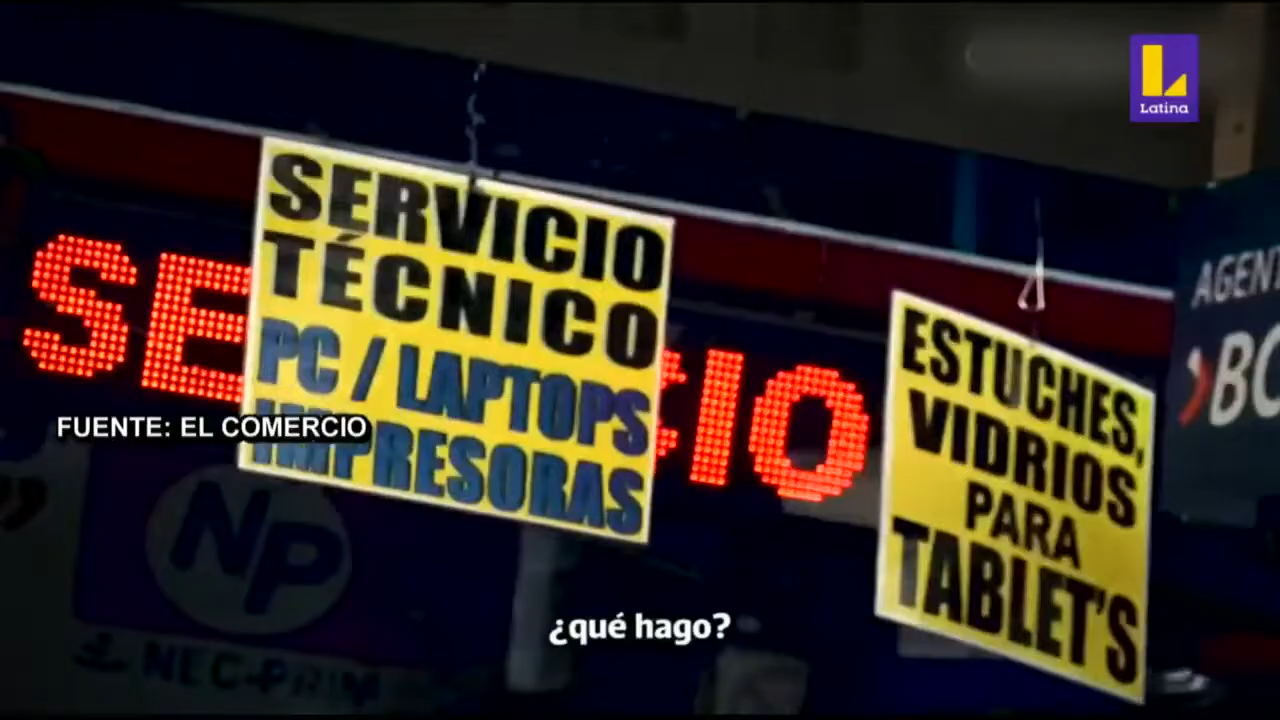 Latina
SERVICIO
TÉCNICO
PC / LAPTOPS
IMPRESORAS
ESTUCHES,
VIDRIOS
PARA
TABLET'S
FUENTE: EL COMERCIO
NP
¿qué hago?